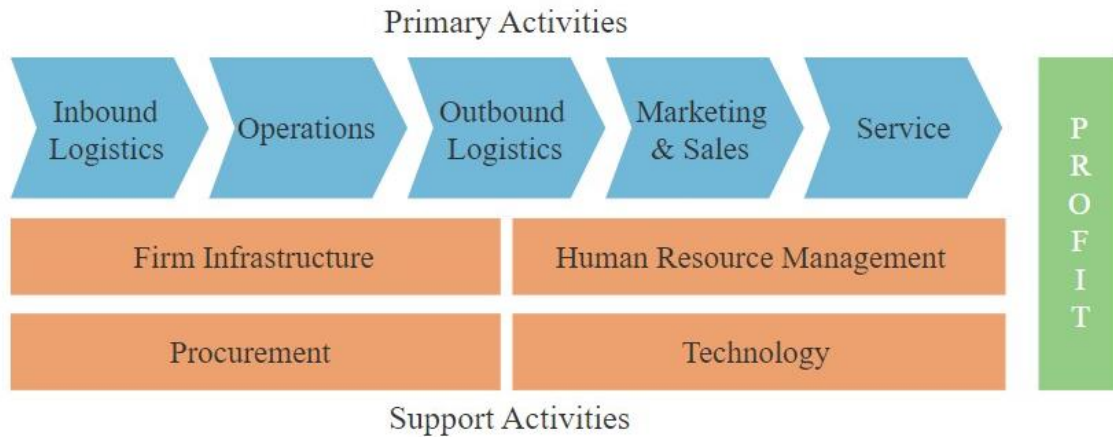 Primary Activities
Inbound
Logistics
Operations
Outbound
Logistics
Marketing
& Sales
Service
Firm Infrastructure
Human Resource Management
Procurement
Technology
Support Activities
PROFIT